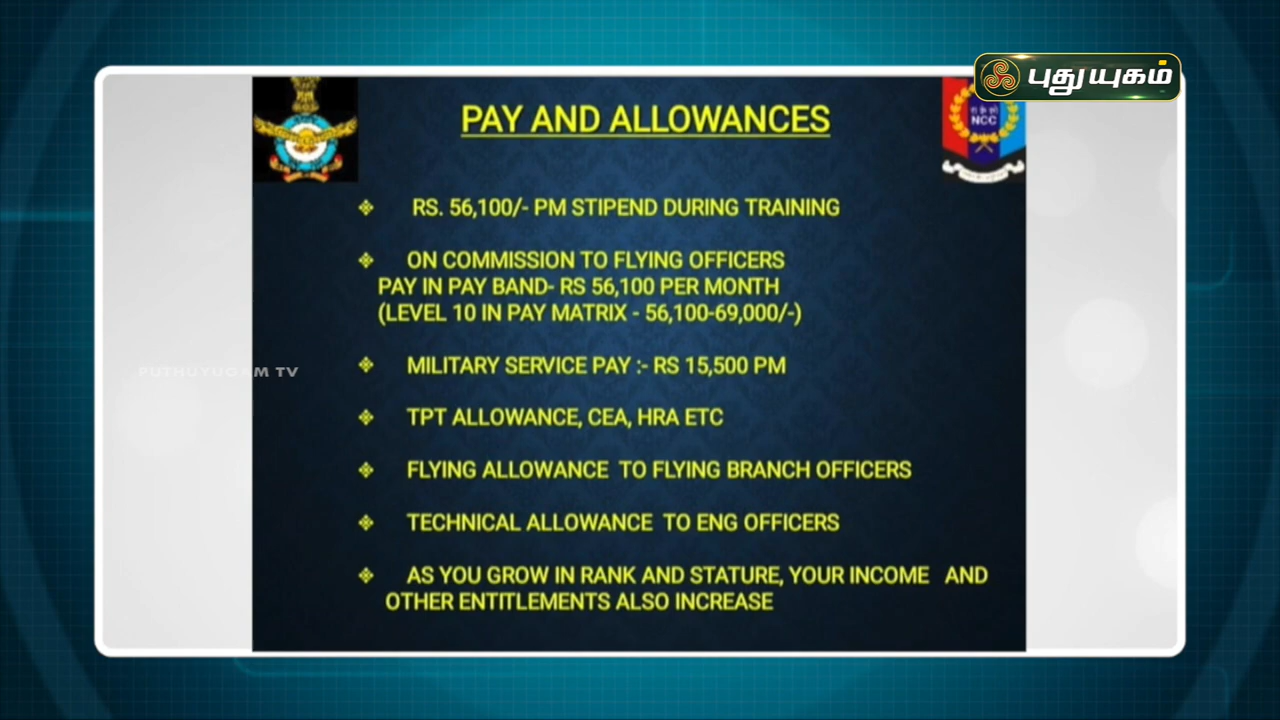 புதுயுகம்
NCC
PAY AND ALLOWANCES
RS. 56,100/- PM STIPEND DURING TRAINING
ON COMMISSION TO FLYING OFFICERS
PAY IN PAY BAND- RS 56,100 PER MONTH
(LEVEL 10 IN PAY MATRIX - 56,100-69,000/-)
MILITARY SERVICE PAY :- RS 15,500 PM
PUTHUYUGAM TV
TPT ALLOWANCE, CEA, HRA ETC
FLYING ALLOWANCE TO FLYING BRANCH OFFICERS
TECHNICAL ALLOWANCE TO ENG OFFICERS
AS YOU GROW IN RANK AND STATURE, YOUR INCOME AND
OTHER ENTITLEMENTS ALSO INCREASE